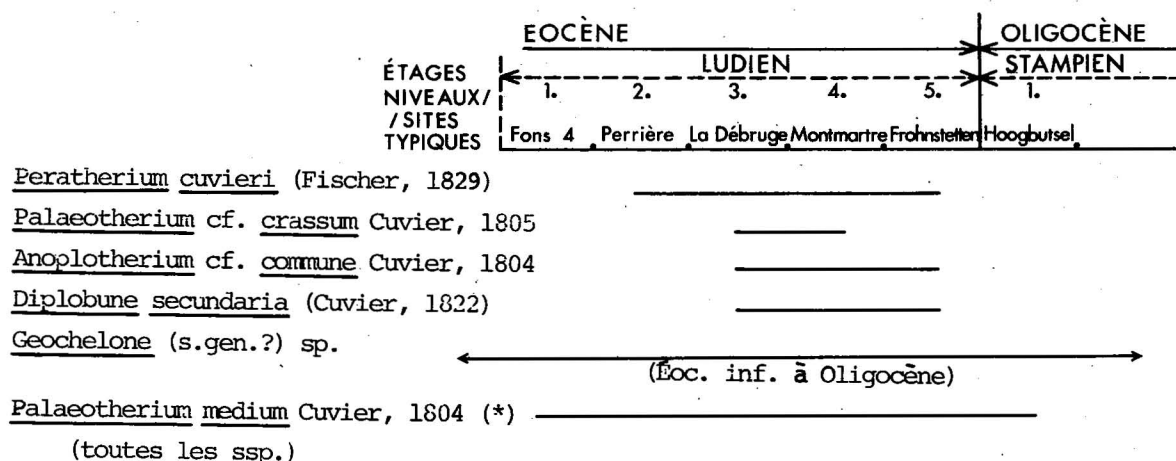 EOCÈNE OLIGOCÈNE
LUDIEN STAMPIEN
ÉTAGES
NIVEAUX/ 1. 2. 3. 4. 5. 1.
/ SITES
TYPIQUES Fons 4 Perrière La Débruge Montmartre Frohnstetten Hoogbutsel
Peratherium cuvieri (Fischer, 1829)
Palaeotherium cf. crassum Cuvier, 1805
Anoplotherium cf. commune Cuvier, 1804
Diplobune secundaria (Cuvier, 1822)
Geochelone (s.gen.?) sp.
(Éoc. inf. à Oligocène)
Palaeotherium medium Cuvier, 1804 (*)
(toutes les ssp.)